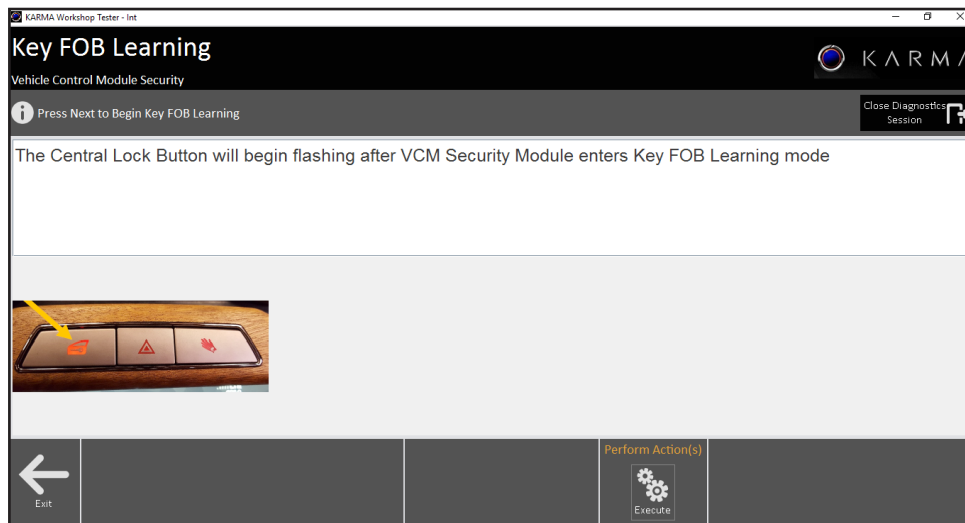 KARMA Workshop Tester - Int
Key FOB Learning
KARMA
Vehicle Control Module Security
Press Next to Begin Key FOB Learning
Close Diagnostics
Session
The Central Lock Button will begin flashing after VCM Security Module enters Key FOB Learning mode
Perform Action(s)
Exit
Execute